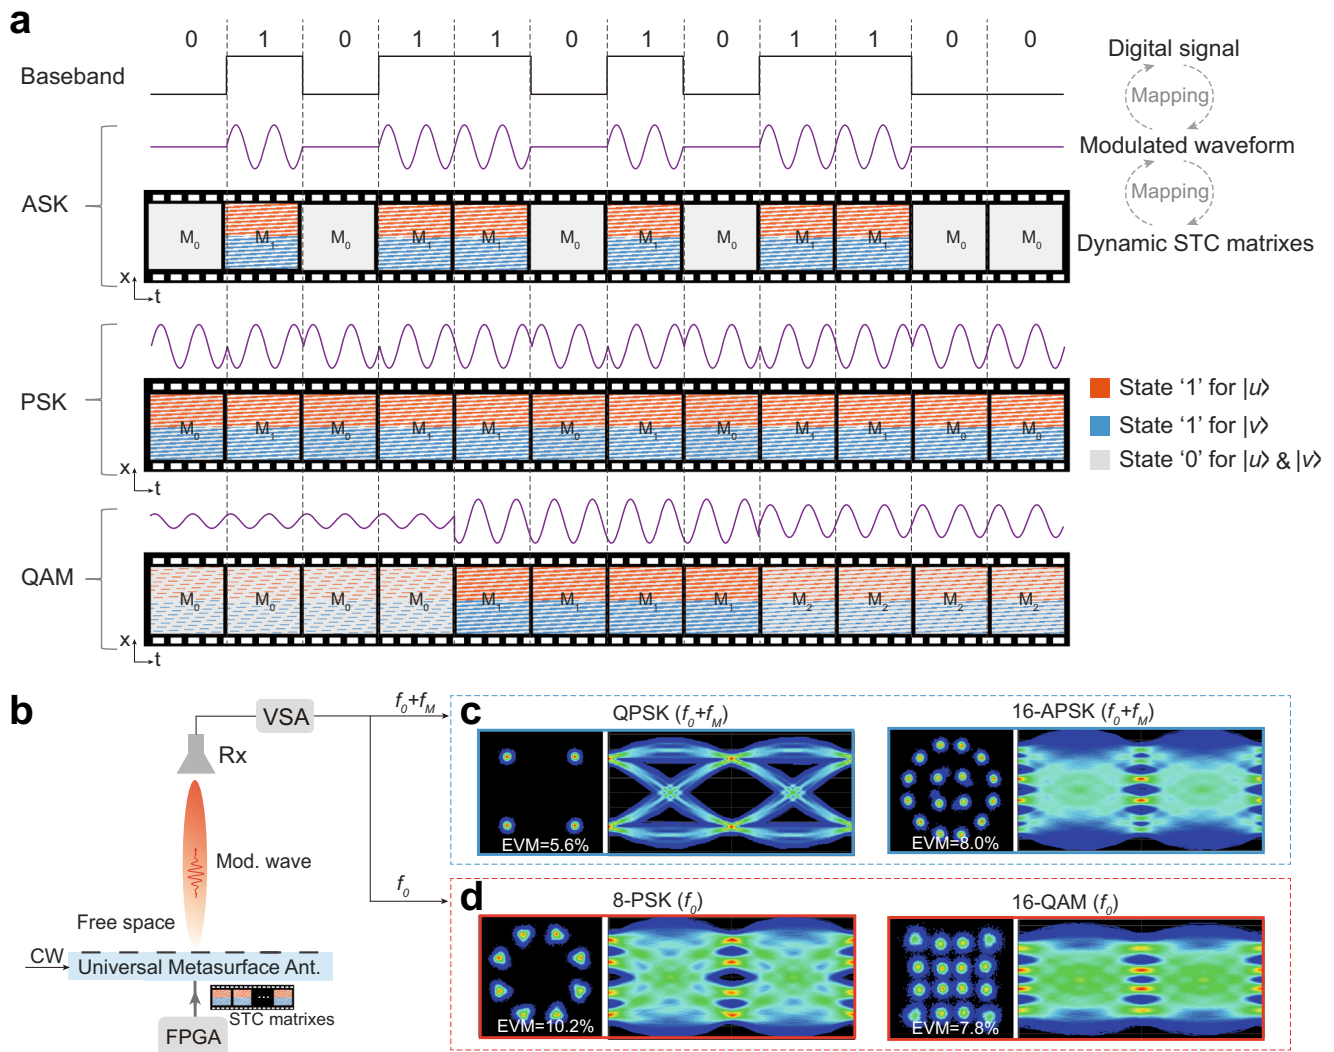 a
0 1 0 1 1 0 1 0 1 1 0 0
Baseband
Digital signal
Mapping
Modulated waveform
Mapping
Dynamic STC matrixes
ASK
M0 M1 M0 M1 M1 M0 M1 M0 M1 M1 M0 M0
x
t
PSK
M0 M1 M0 M1 M1 M0 M1 M0 M1 M1 M0 M0
x
t
State ‘1’ for |u⟩
State ‘1’ for |v⟩
State ‘0’ for |u⟩ & |v⟩
QAM
M0 M0 M0 M0 M1 M1 M1 M1 M2 M2 M2 M2
x
t
b
VSA
Rx
Mod. wave
Free space
CW
Universal Metasurface Ant.
...
STC matrixes
FPGA
f0+fM
f0
c
QPSK (f0+fM)
EVM=5.6%
16-APSK (f0+fM)
EVM=8.0%
d
8-PSK (f0)
EVM=10.2%
16-QAM (f0)
EVM=7.8%